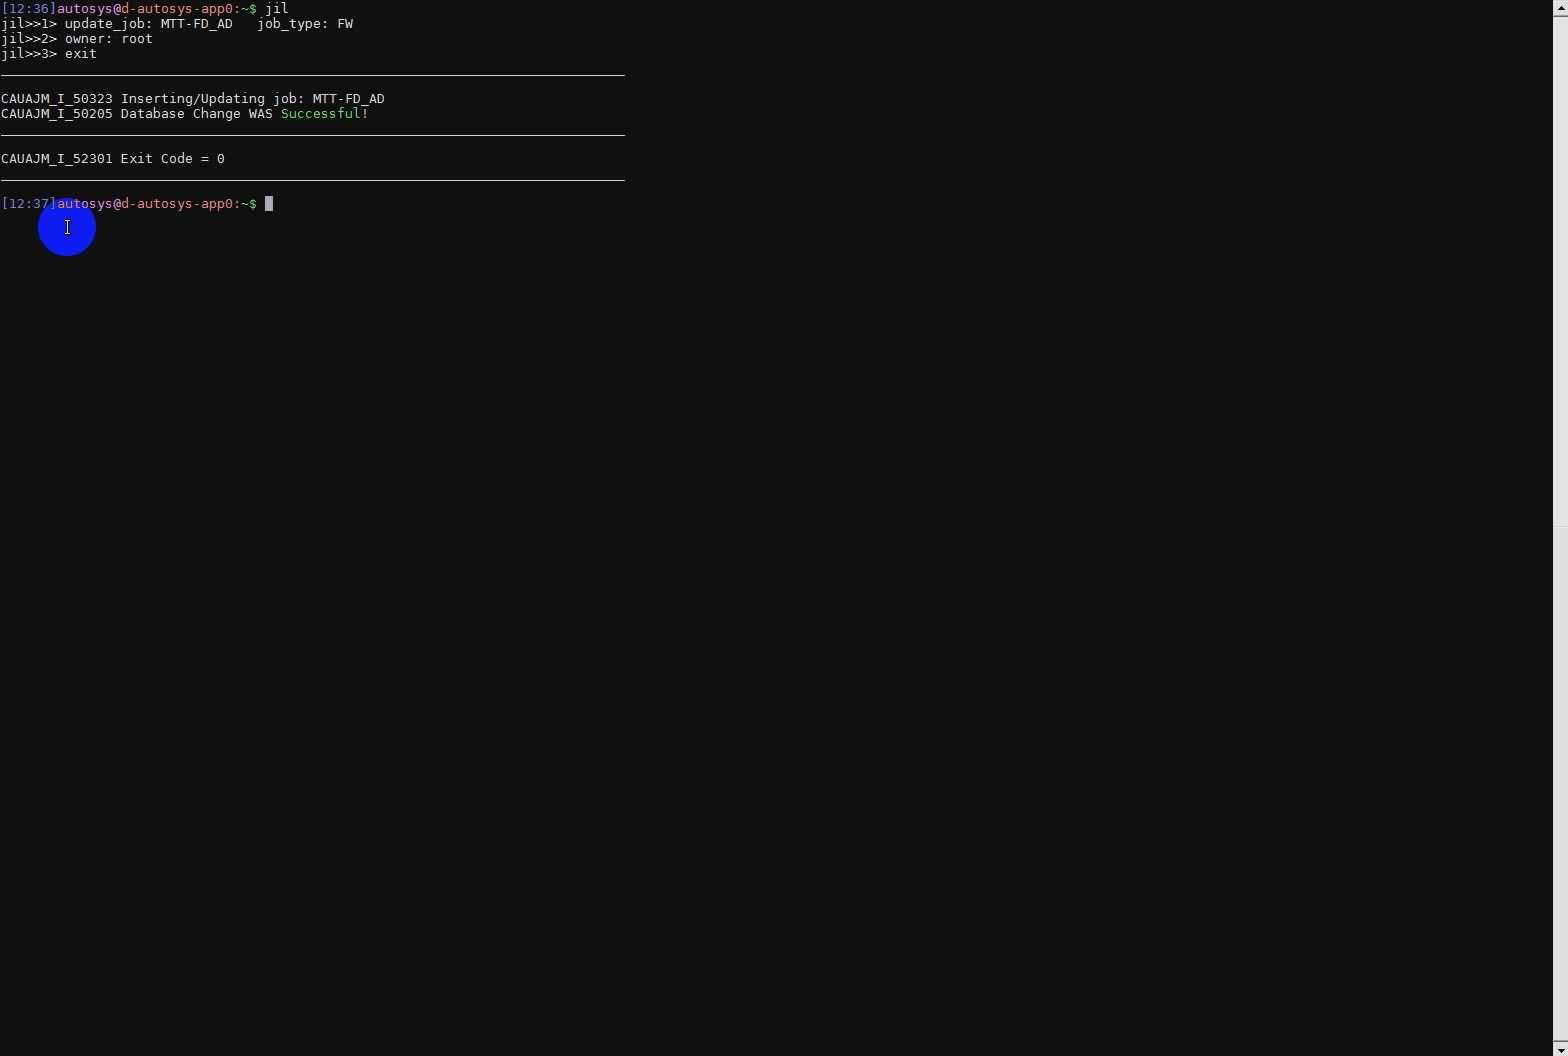 [12:36]autosys@d-autosys-app0:~$ jil
jil>>1> update_job: MTT-FD_AD   job_type: FW
jil>>2> owner: root
jil>>3> exit
CAUAJM_I_50323 Inserting/Updating job: MTT-FD_AD
CAUAJM_I_50205 Database Change WAS Successful!
CAUAJM_I_52301 Exit Code = 0
[12:37]autosys@d-autosys-app0:~$